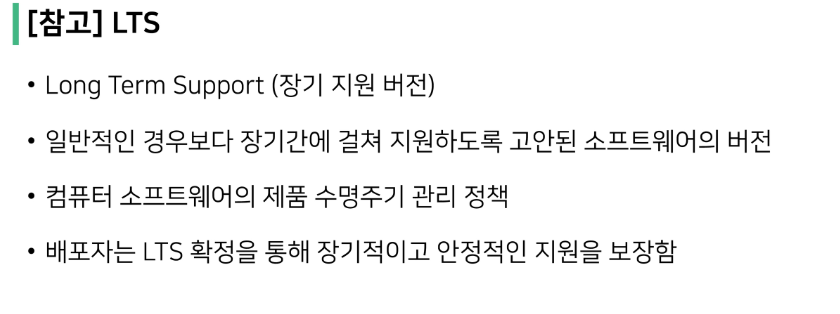 [참고] LTS
• Long Term Support (장기 지원 버전)
• 일반적인 경우보다 장기간에 걸쳐 지원하도록 고안된 소프트웨어의 버전
• 컴퓨터 소프트웨어의 제품 수명주기 관리 정책
• 배포자는 LTS 확정을 통해 장기적이고 안정적인 지원을 보장함